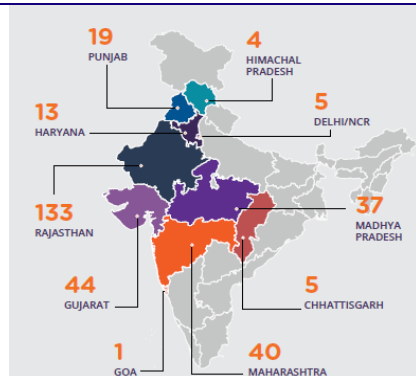 19
PUNJAB
4
HIMACHAL
PRADESH
13
HARYANA
5
DELHI/NCR
133
RAJASTHAN
37
MADHYA
PRADESH
44
GUJARAT
5
CHHATTISGARH
1
GOA
40
MAHARASHTRA